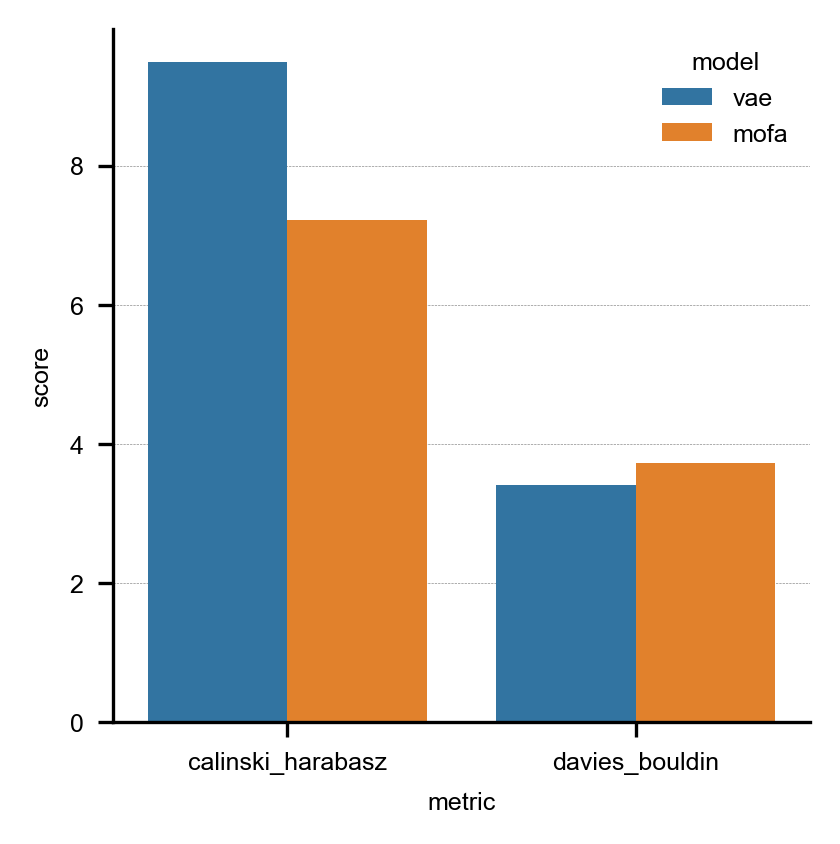 model
vae
mofa
8
6
4
2
0
score
calinski_harabasz
davies_bouldin
metric